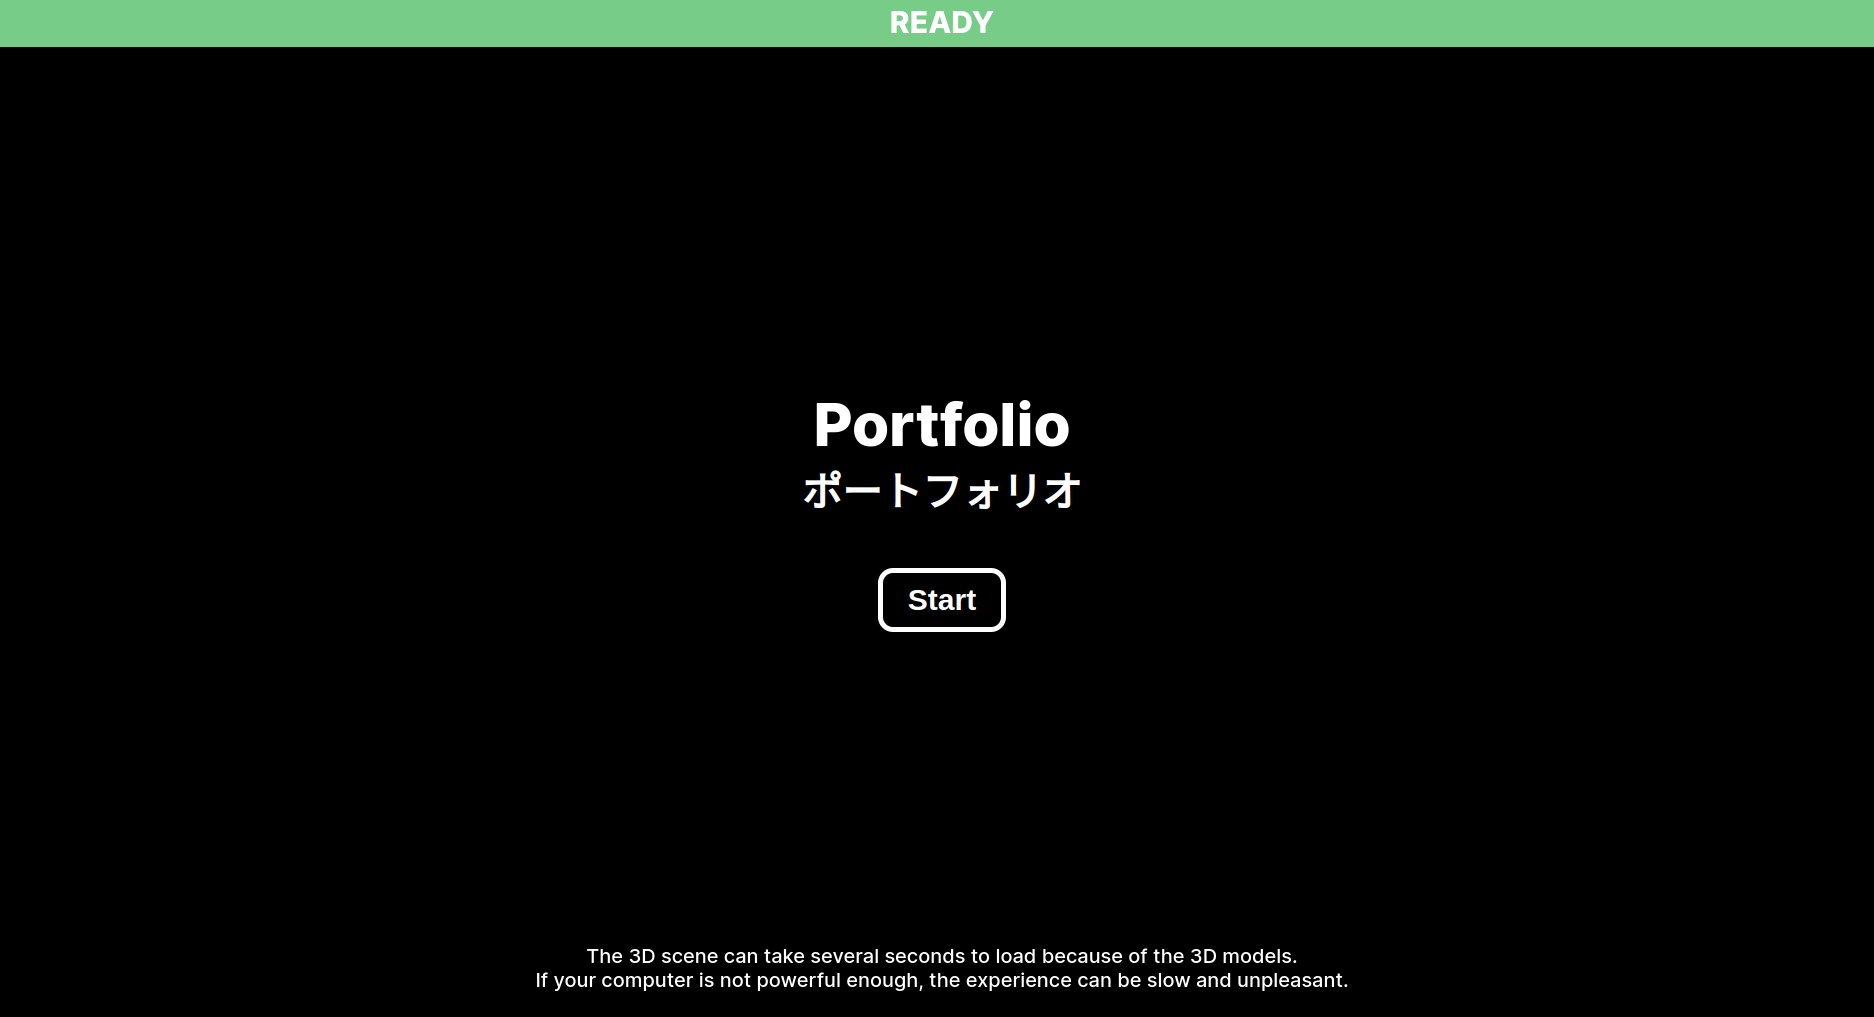 READY
Portfolio
ポートフォリオ
Start
The 3D scene can take several seconds to load because of the 3D models.
If your computer is not powerful enough, the experience can be slow and unpleasant.